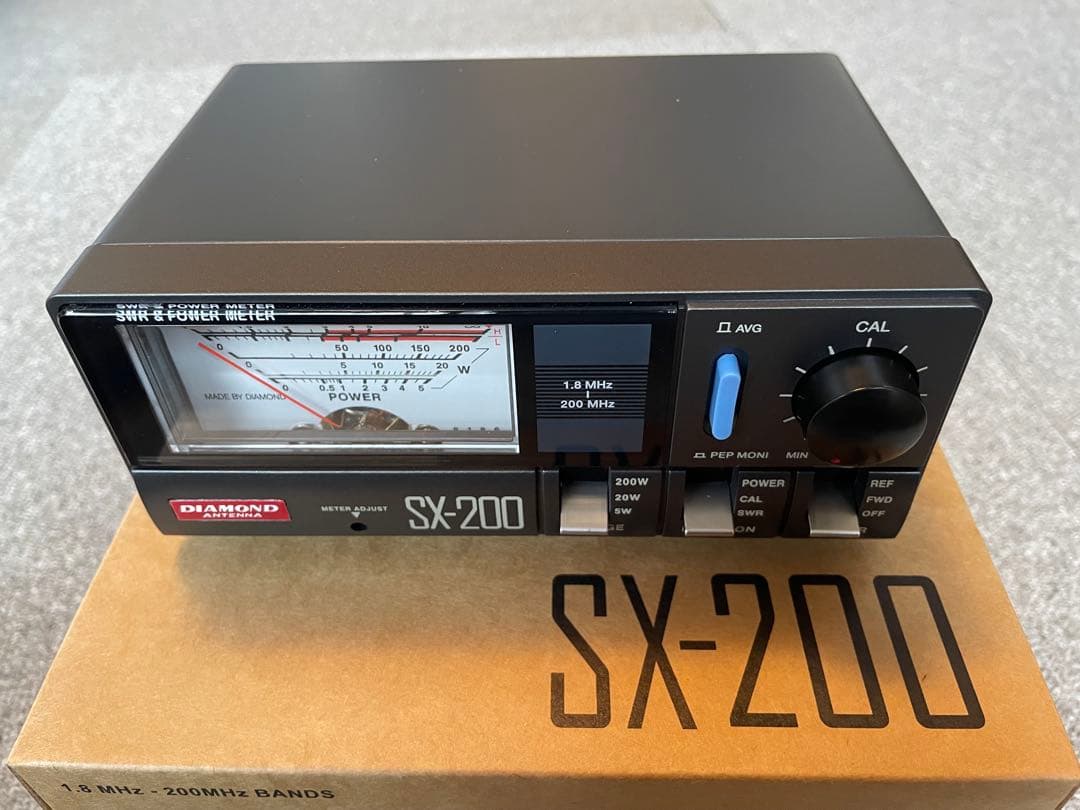 SWR & POWER METER
H
L
0 50 100 150 200
0 5 10 15 20 W
0 0.5 1 2 3 4 5
MADE BY DIAMOND
POWER
1.8 MHz
200 MHz
AVG
PEP MONI
CAL
MIN
DIAMOND
ANTENNA
METER ADJUST
SX-200
200W
20W
5W
POWER
CAL
SWR
REF
FWD
OFF
SX-200
1.8 MHz - 200MHz BANDS